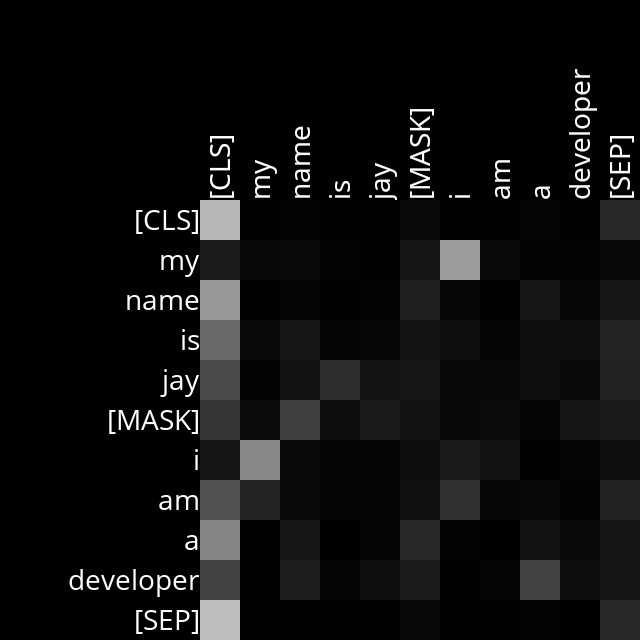 [CLS] my name is jay [MASK] i am a developer [SEP]
[CLS]
my
name
is
jay
[MASK]
i
am
a
developer
[SEP]